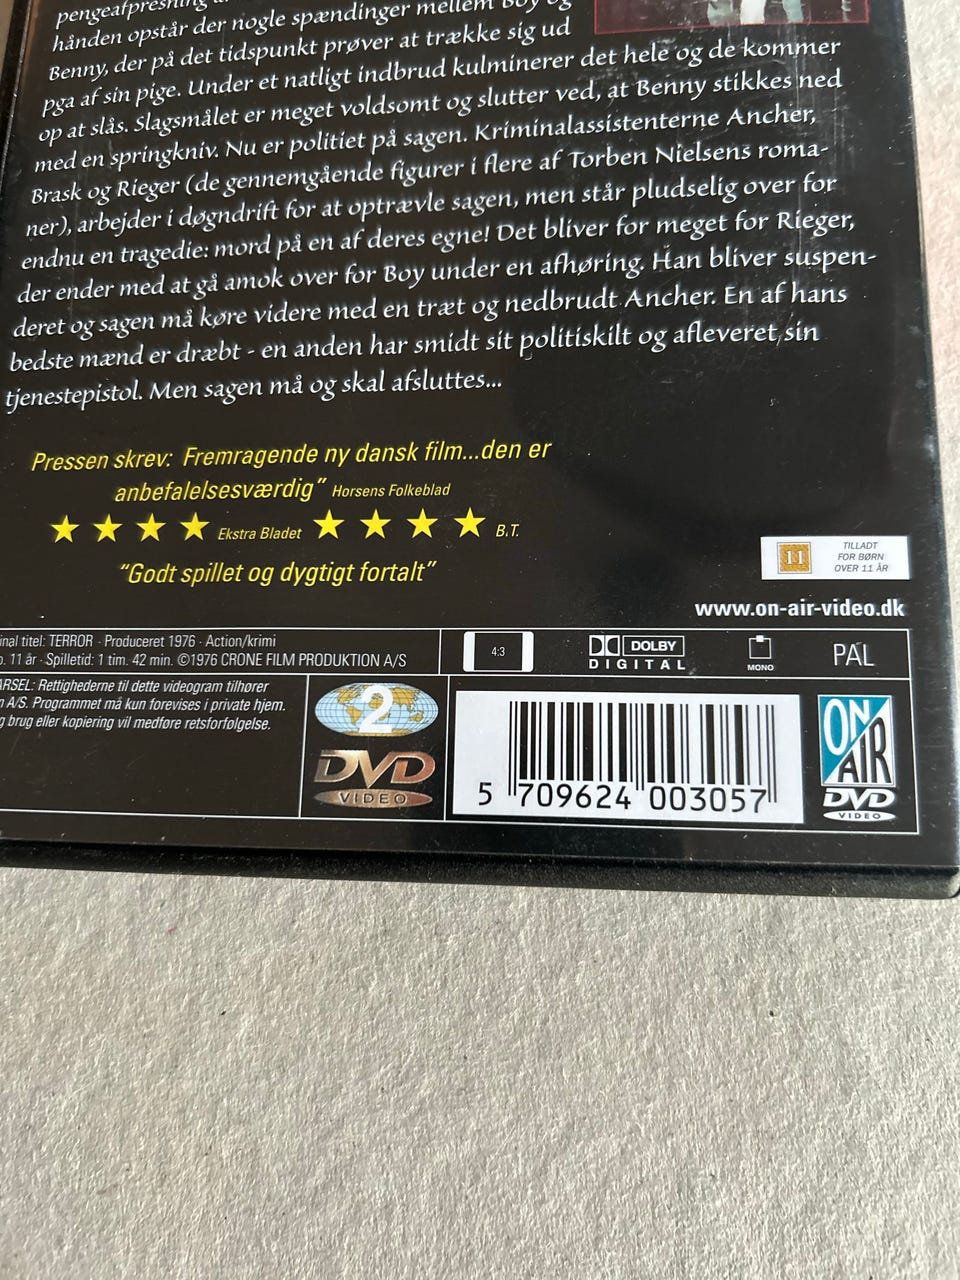 pengeafpresning
hånden opstår der nogle spændinger mellem Boy og
Benny, der på det tidspunkt prøver at trække sig ud
pga af sin pige. Under et natligt indbrud kulminerer det hele og de kommer
op at slås. Slagsmålet er meget voldsomt og slutter ved, at Benny stikkes ned
med en springkniv. Nu er politiet på sagen. Kriminalassistenterne Ancher,
Brask og Rieger (de gennemgående figurer i flere af Torben Nielsens roma-
ner), arbejder i døgndrift for at optrævle sagen, men står pludselig over for
endnu en tragedie: mord på en af deres egne! Det bliver for meget for Rieger,
der ender med at gå amok over for Boy under en afhøring. Han bliver suspen-
deret og sagen må køre videre med en træt og nedbrudt Ancher. En af hans
bedste mænd er dræbt - en anden har smidt sit politiskilt og afleveret sin
tjenestepistol. Men sagen må og skal afsluttes...
Pressen skrev: Fremragende ny dansk film...den er
anbefalelsesværdig" Horsens Folkeblad
Ekstra Bladet B.T.
"Godt spillet og dygtigt fortalt"
11 TILLADT
FOR BØRN
OVER 11 ÅR
www.on-air-video.dk
inal titel: TERROR · Produceret 1976 · Action/krimi
. 11 år · Spilletid: 1 tim. 42 min. ©1976 CRONE FILM PRODUKTION A/S
4:3
DOLBY
DIGITAL
MONO
PAL
ARSEL: Rettighederne til dette videogram tilhører
A/S. Programmet må kun forevises i private hjem.
g brug eller kopiering vil medføre retsforfølgelse.
2
DVD
VIDEO
5 709624 003057
ON
AIR
DVD
VIDEO